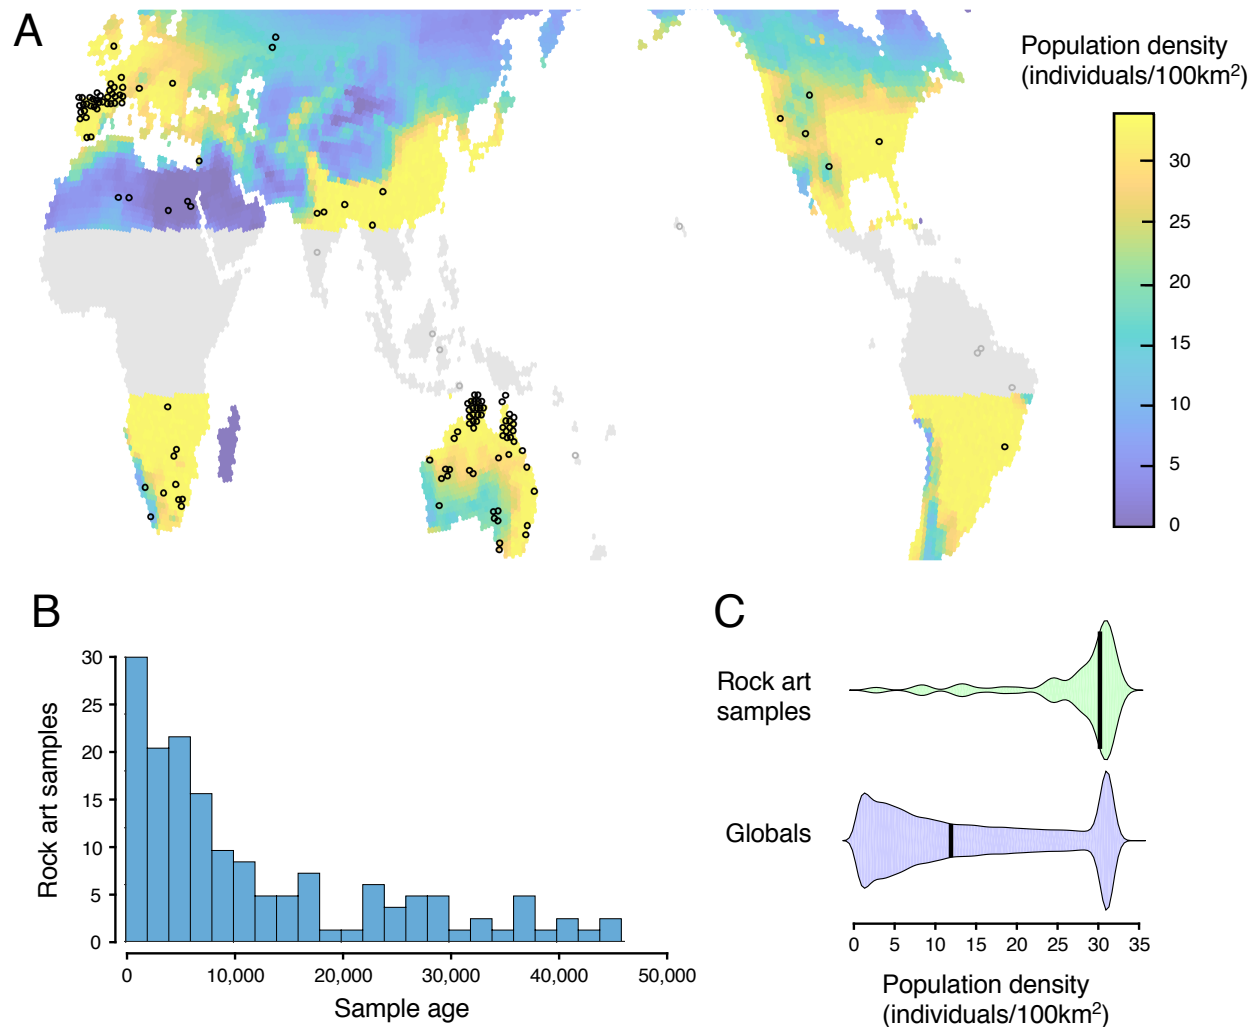 A
Population density
(individuals/100km²)
30
25
20
15
10
5
0
B
Rock art samples
30
25
20
15
10
5
0
0
10,000
20,000
30,000
40,000
50,000
Sample age
C
Rock art
samples
Globals
0
5
10
15
20
25
30
35
Population density
(individuals/100km²)